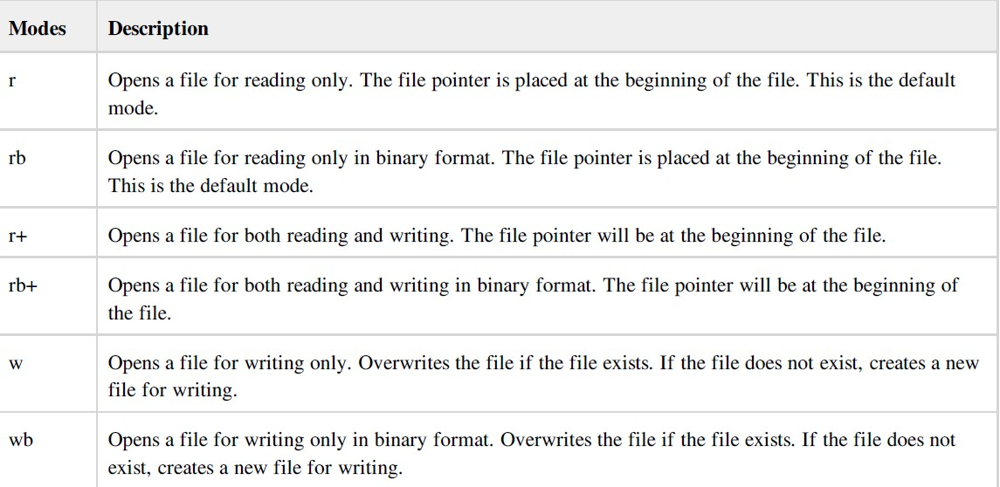 Modes Description
r Opens a file for reading only. The file pointer is placed at the beginning of the file. This is the default
mode.
rb Opens a file for reading only in binary format. The file pointer is placed at the beginning of the file.
This is the default mode.
r+ Opens a file for both reading and writing. The file pointer will be at the beginning of the file.
rb+ Opens a file for both reading and writing in binary format. The file pointer will be at the beginning of
the file.
w Opens a file for writing only. Overwrites the file if the file exists. If the file does not exist, creates a new
file for writing.
wb Opens a file for writing only in binary format. Overwrites the file if the file exists. If the file does not
exist, creates a new file for writing.